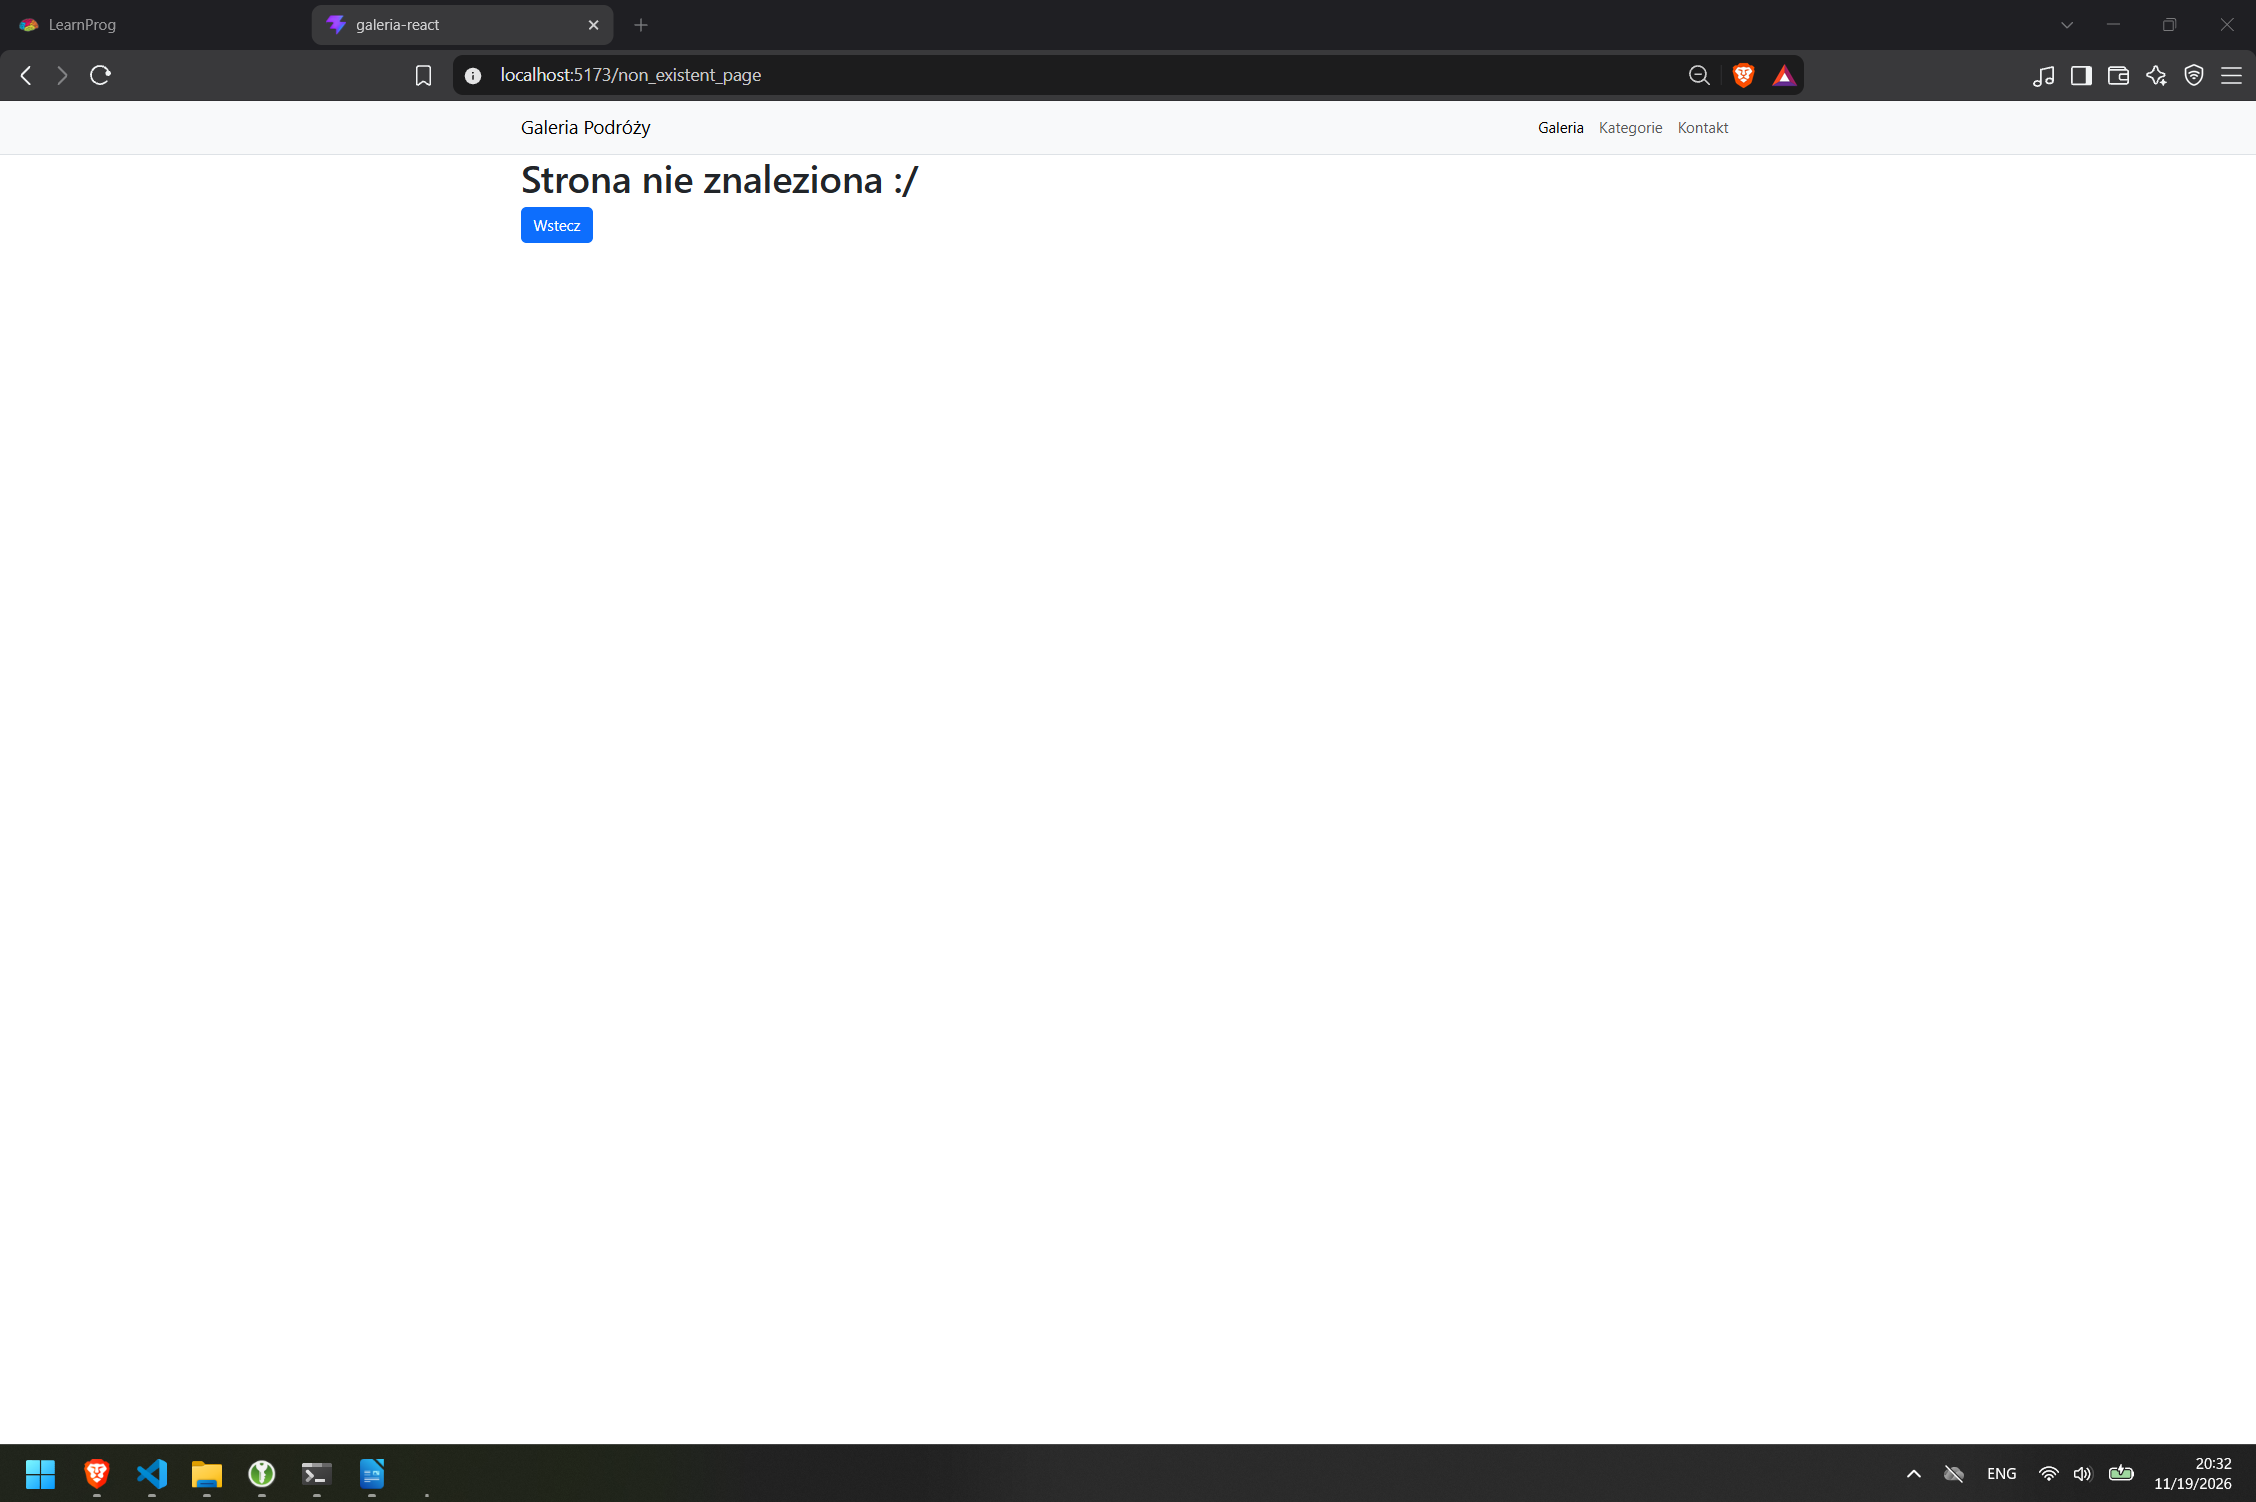 LearnProg
galeria-react
localhost:5173/non_existent_page
Galeria Podróży
Galeria Kategorie Kontakt
Strona nie znaleziona :/
Wstecz
ENG
20:32
11/19/2026